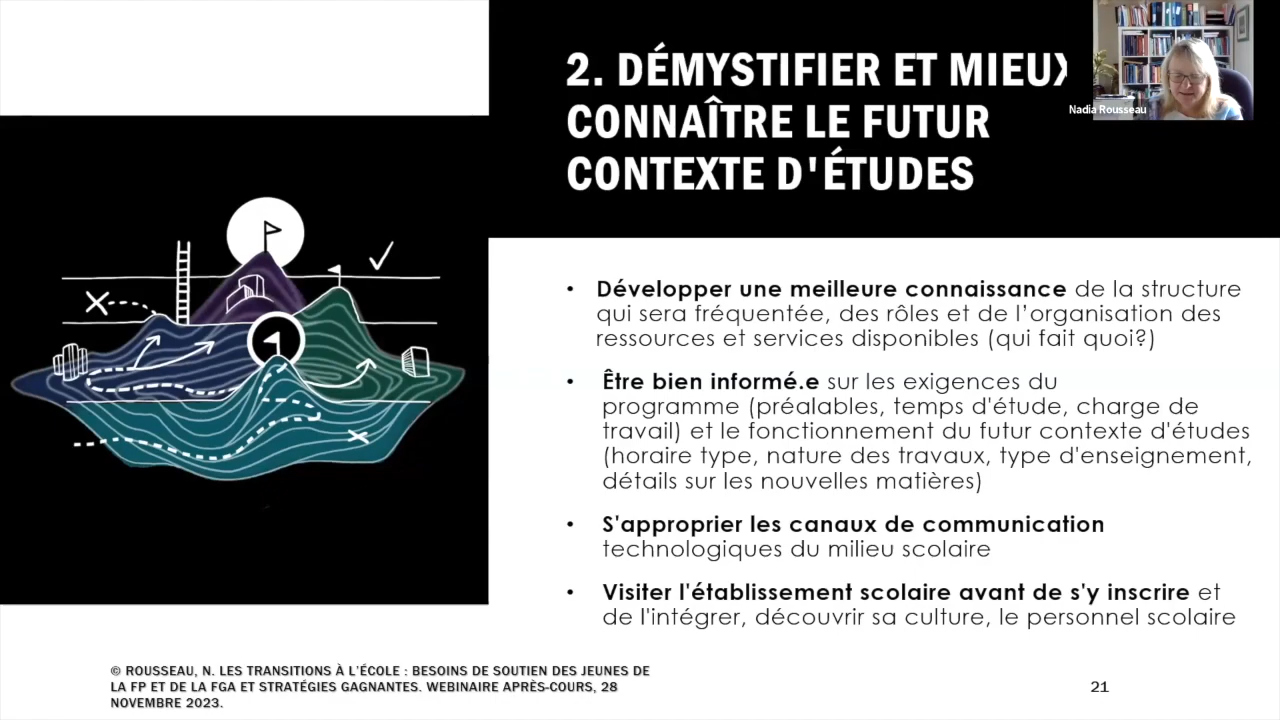 2. DÉMYSTIFIER ET MIEUX
CONNAÎTRE LE FUTUR
CONTEXTE D'ÉTUDES
Nadia Rousseau
• Développer une meilleure connaissance de la structure
qui sera fréquentée, des rôles et de l’organisation des
ressources et services disponibles (qui fait quoi?)
• Être bien informé.e sur les exigences du
programme (préalables, temps d'étude, charge de
travail) et le fonctionnement du futur contexte d'études
(horaire type, nature des travaux, type d'enseignement,
détails sur les nouvelles matières)
• S'approprier les canaux de communication
technologiques du milieu scolaire
• Visiter l'établissement scolaire avant de s'y inscrire et
de l'intégrer, découvrir sa culture, le personnel scolaire
© ROUSSEAU, N. LES TRANSITIONS À L’ÉCOLE : BESOINS DE SOUTIEN DES JEUNES DE
LA FP ET DE LA FGA ET STRATÉGIES GAGNANTES. WEBINAIRE APRÈS-COURS, 28
NOVEMBRE 2023.
21